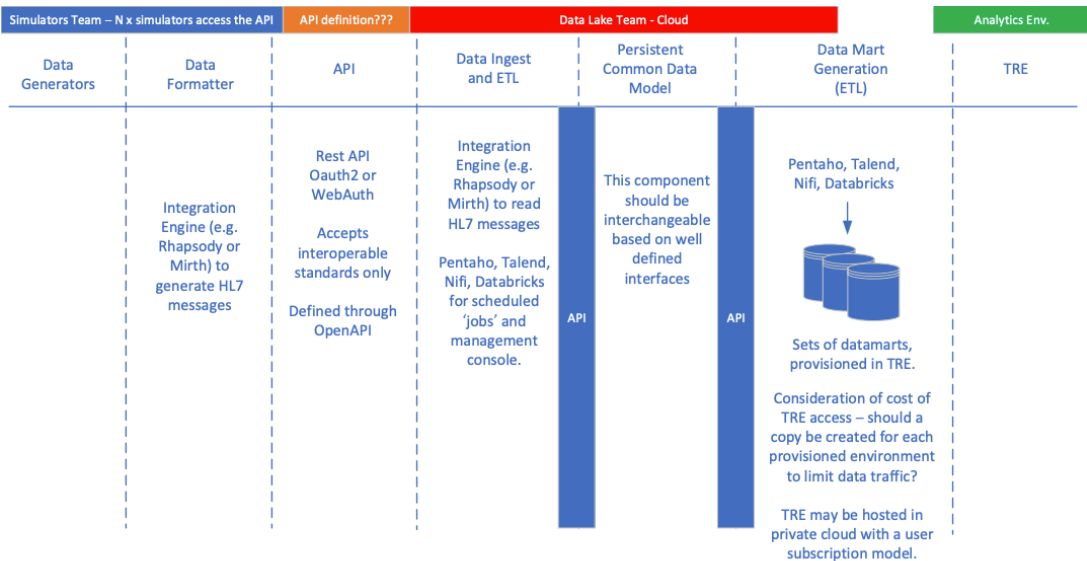 Simulators Team – N x simulators access the API
API definition???
Data Lake Team - Cloud
Analytics Env.
Data
Generators
Data
Formatter
API
Data Ingest
and ETL
Persistent
Common Data
Model
Data Mart
Generation
(ETL)
TRE
Integration
Engine (e.g.
Rhapsody or
Mirth) to
generate HL7
messages
Rest API
Oauth2 or
WebAuth
Accepts
interoperable
standards only
Defined through
OpenAPI
Integration
Engine (e.g.
Rhapsody or
Mirth) to read
HL7 messages
Pentaho, Talend,
Nifi, Databricks
for scheduled
‘jobs’ and
management
console.
API
This component
should be
interchangeable
based on well
defined
interfaces
API
Pentaho, Talend,
Nifi, Databricks
Sets of datamarts,
provisioned in TRE.
Consideration of cost of
TRE access – should a
copy be created for each
provisioned environment
to limit data traffic?
TRE may be hosted in
private cloud with a user
subscription model.